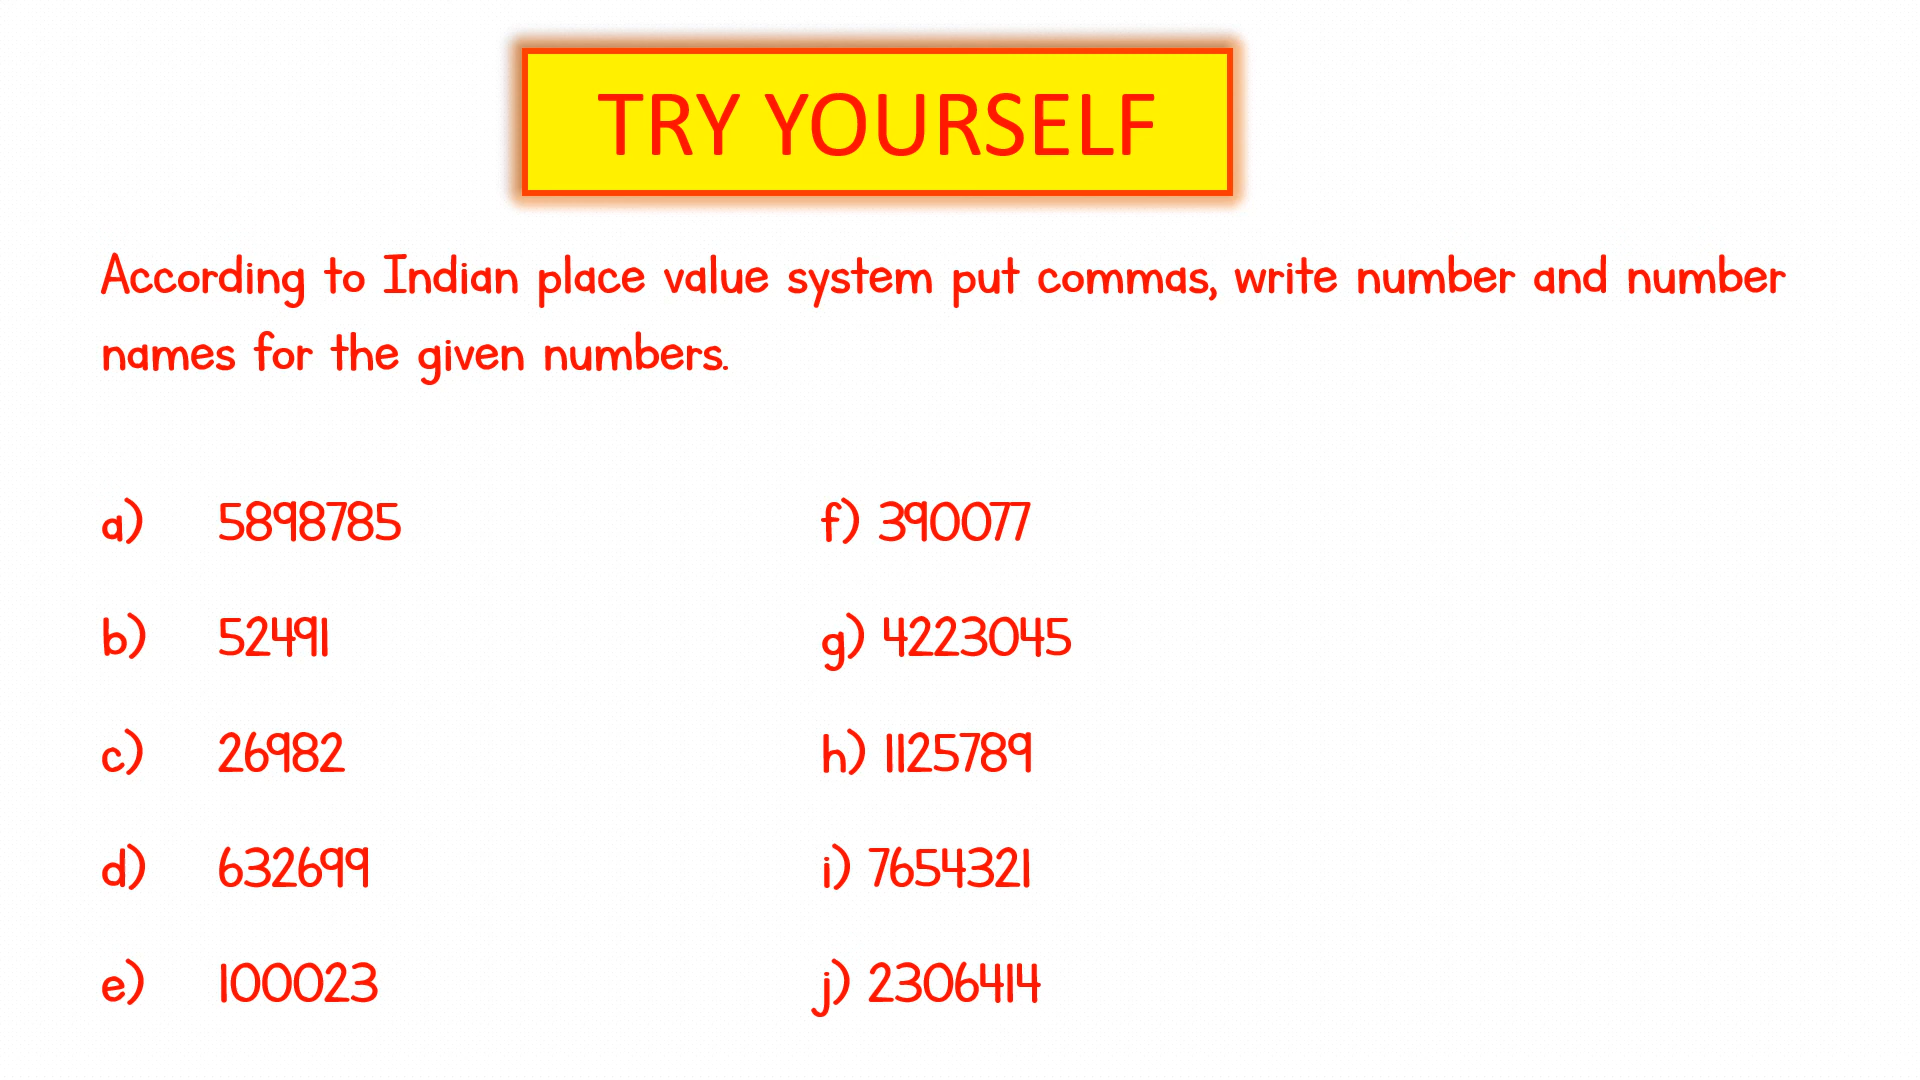 TRY YOURSELF
According to Indian place value system put commas, write number and number
names for the given numbers.
a) 5898785
b) 52491
c) 26982
d) 632699
e) 100023
f) 390077
g) 4223045
h) 1125789
i) 7654321
j) 2306414